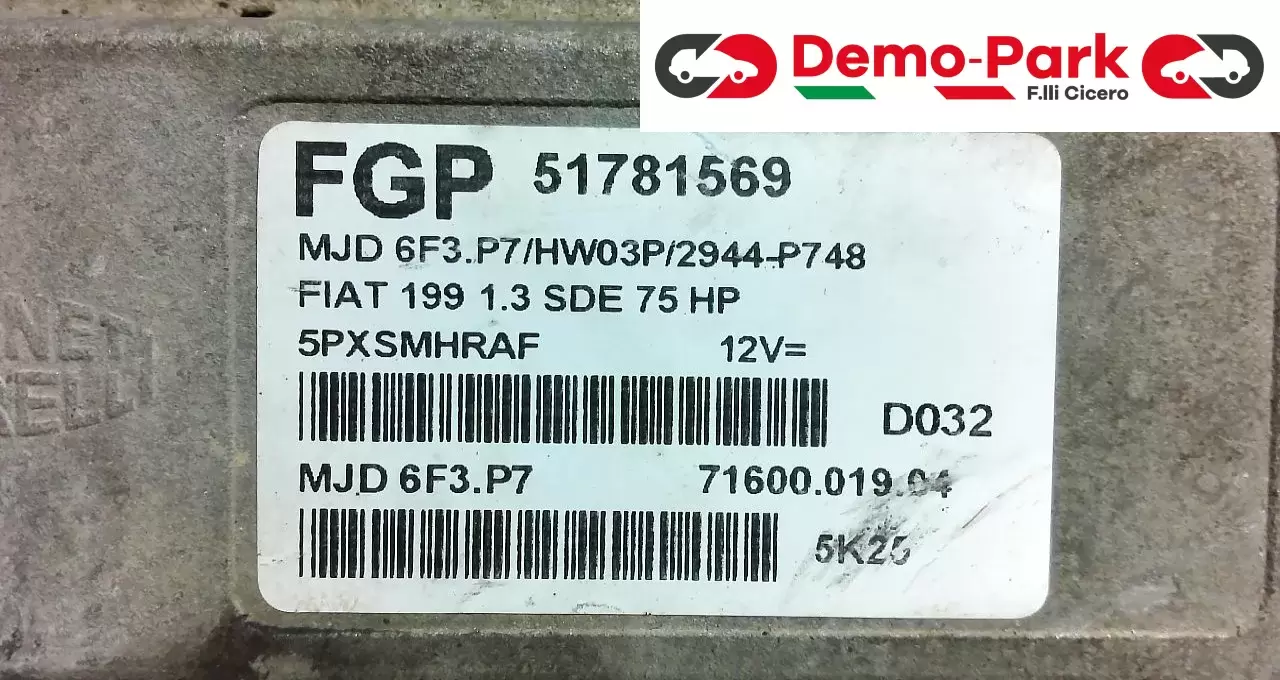 Demo-Park
F.lli Cicero
FGP 51781569
MJD 6F3.P7/HW03P/2944-P748
FIAT 199 1.3 SDE 75 HP
5PXSMHRAF 12V=
D032
MJD 6F3.P7 71600.019.04
5K25